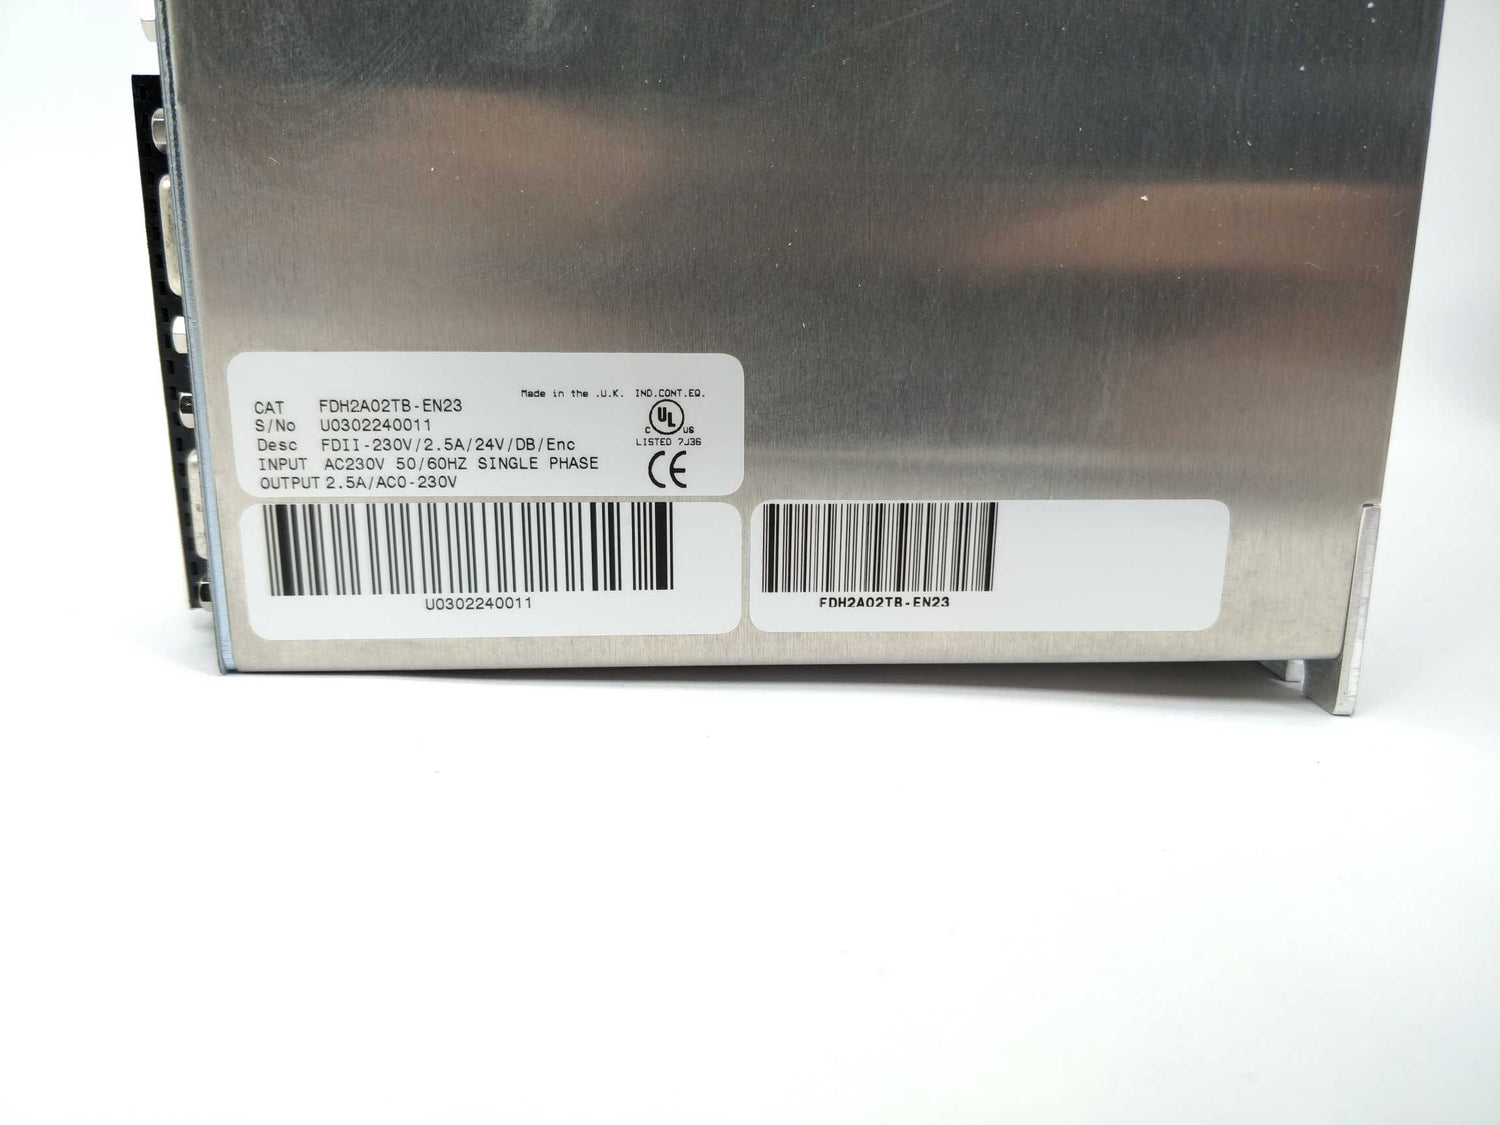 Made in the .U.K. IND.CONT.EQ.
CAT FDH2A02TB-EN23
S/No U0302240011
C UL US
LISTED 7J36
Desc FDII-230V/2.5A/24V/DB/Enc
INPUT AC230V 50/60HZ SINGLE PHASE
OUTPUT 2.5A/AC0-230V
CE
U0302240011
FDH2A02TB-EN23